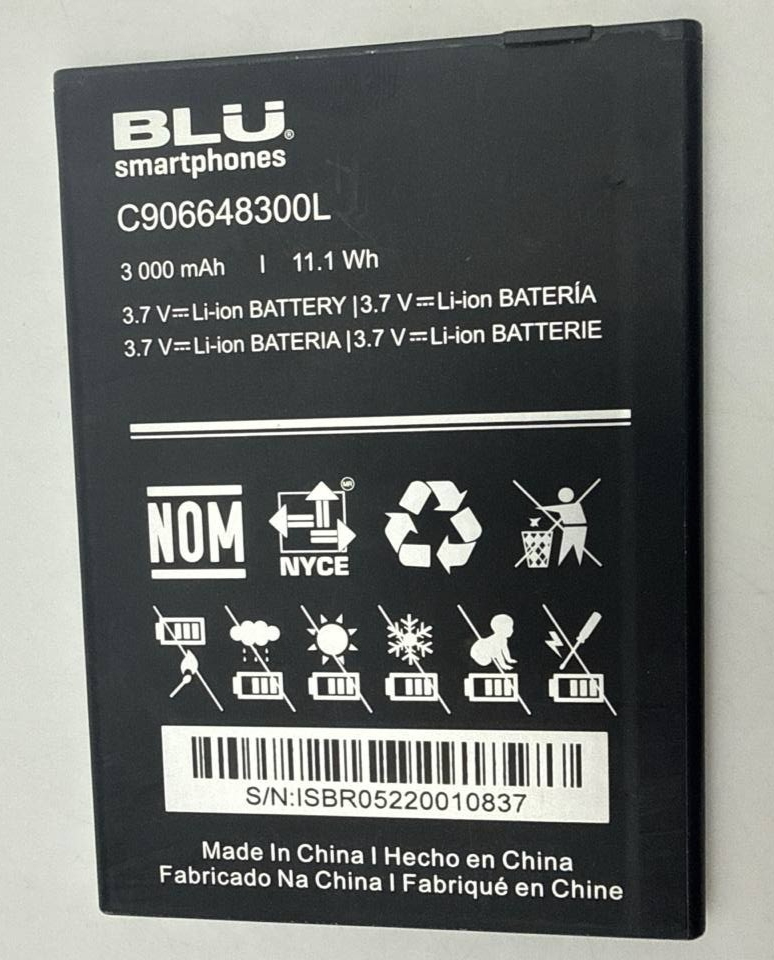 BLU®
smartphones
C906648300L
3 000 mAh | 11.1 Wh
3.7 V⎓Li-ion BATTERY | 3.7 V⎓Li-ion BATERÍA
3.7 V⎓Li-ion BATERIA | 3.7 V⎓Li-ion BATTERIE
NOM
MR
NYCE
S/N:ISBR05220010837
Made In China | Hecho en China
Fabricado Na China | Fabriqué en Chine